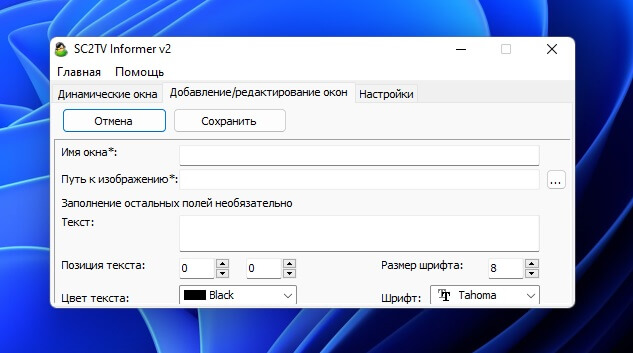 SC2TV Informer v2
Главная Помощь
Динамические окна Добавление/редактирование окон Настройки
Отмена Сохранить
Имя окна*:
Путь к изображению*: ...
Заполнение остальных полей необязательно
Текст:
Позиция текста: 0 0 Размер шрифта: 8
Цвет текста: Black Шрифт: Tahoma